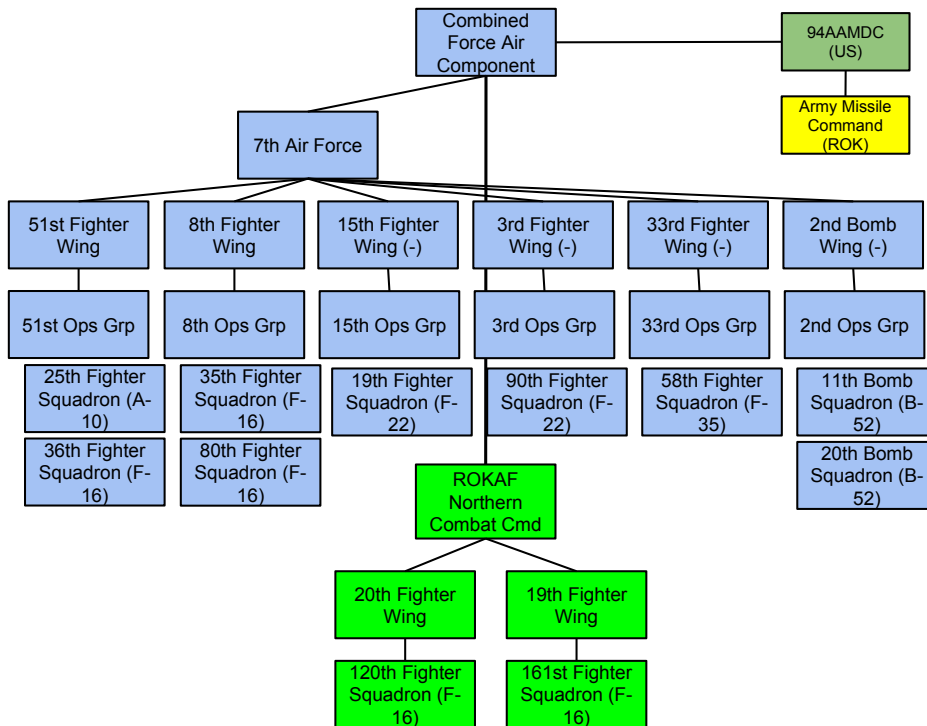 Combined
Force Air
Component
94AAMDC
(US)
Army Missile
Command
(ROK)
7th Air Force
51st Fighter
Wing
8th Fighter
Wing
15th Fighter
Wing (-)
3rd Fighter
Wing (-)
33rd Fighter
Wing (-)
2nd Bomb
Wing (-)
51st Ops Grp
8th Ops Grp
15th Ops Grp
3rd Ops Grp
33rd Ops Grp
2nd Ops Grp
25th Fighter
Squadron (A-
10)
35th Fighter
Squadron (F-
16)
19th Fighter
Squadron (F-
22)
90th Fighter
Squadron (F-
22)
58th Fighter
Squadron (F-
35)
11th Bomb
Squadron (B-
52)
36th Fighter
Squadron (F-
16)
80th Fighter
Squadron (F-
16)
20th Bomb
Squadron (B-
52)
ROKAF
Northern
Combat Cmd
20th Fighter
Wing
19th Fighter
Wing
120th Fighter
Squadron (F-
16)
161st Fighter
Squadron (F-
16)